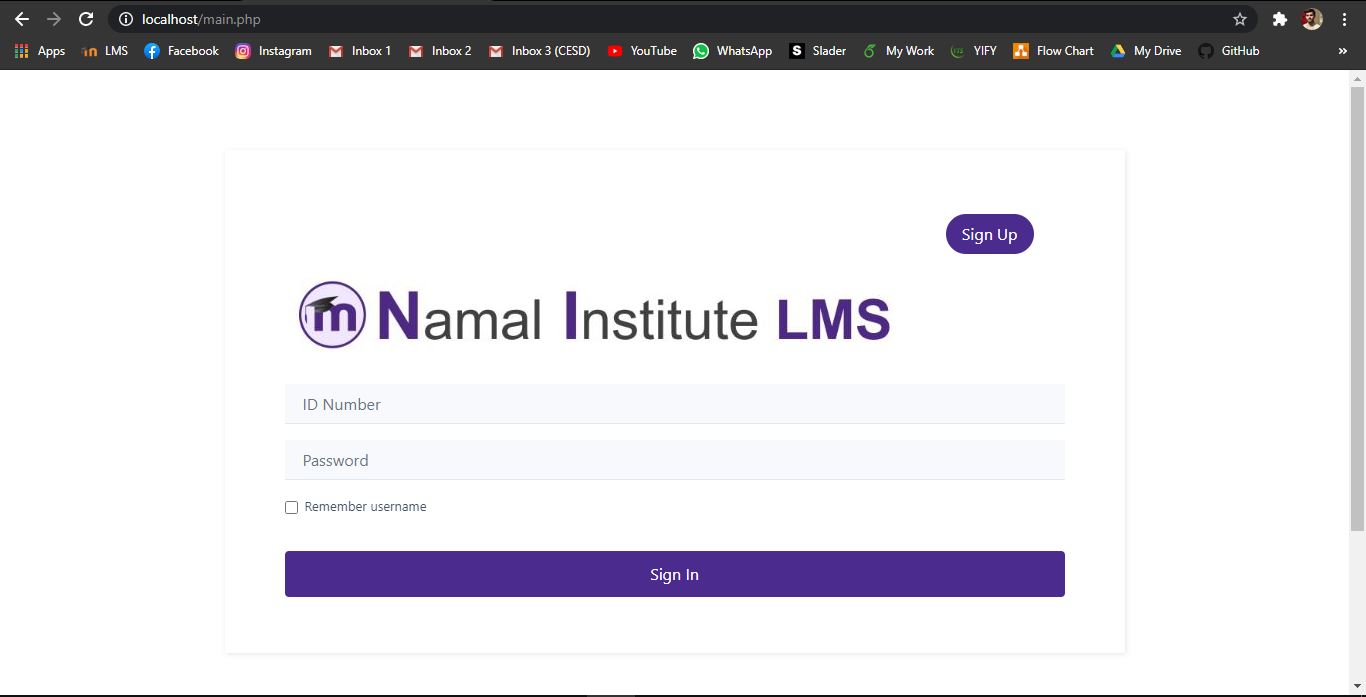 localhost/main.php
Apps LMS Facebook Instagram Inbox 1 Inbox 2 Inbox 3 (CESD) YouTube WhatsApp Slader My Work YIFY Flow Chart My Drive GitHub »
Sign Up
Namal Institute LMS
ID Number
Password
Remember username
Sign In